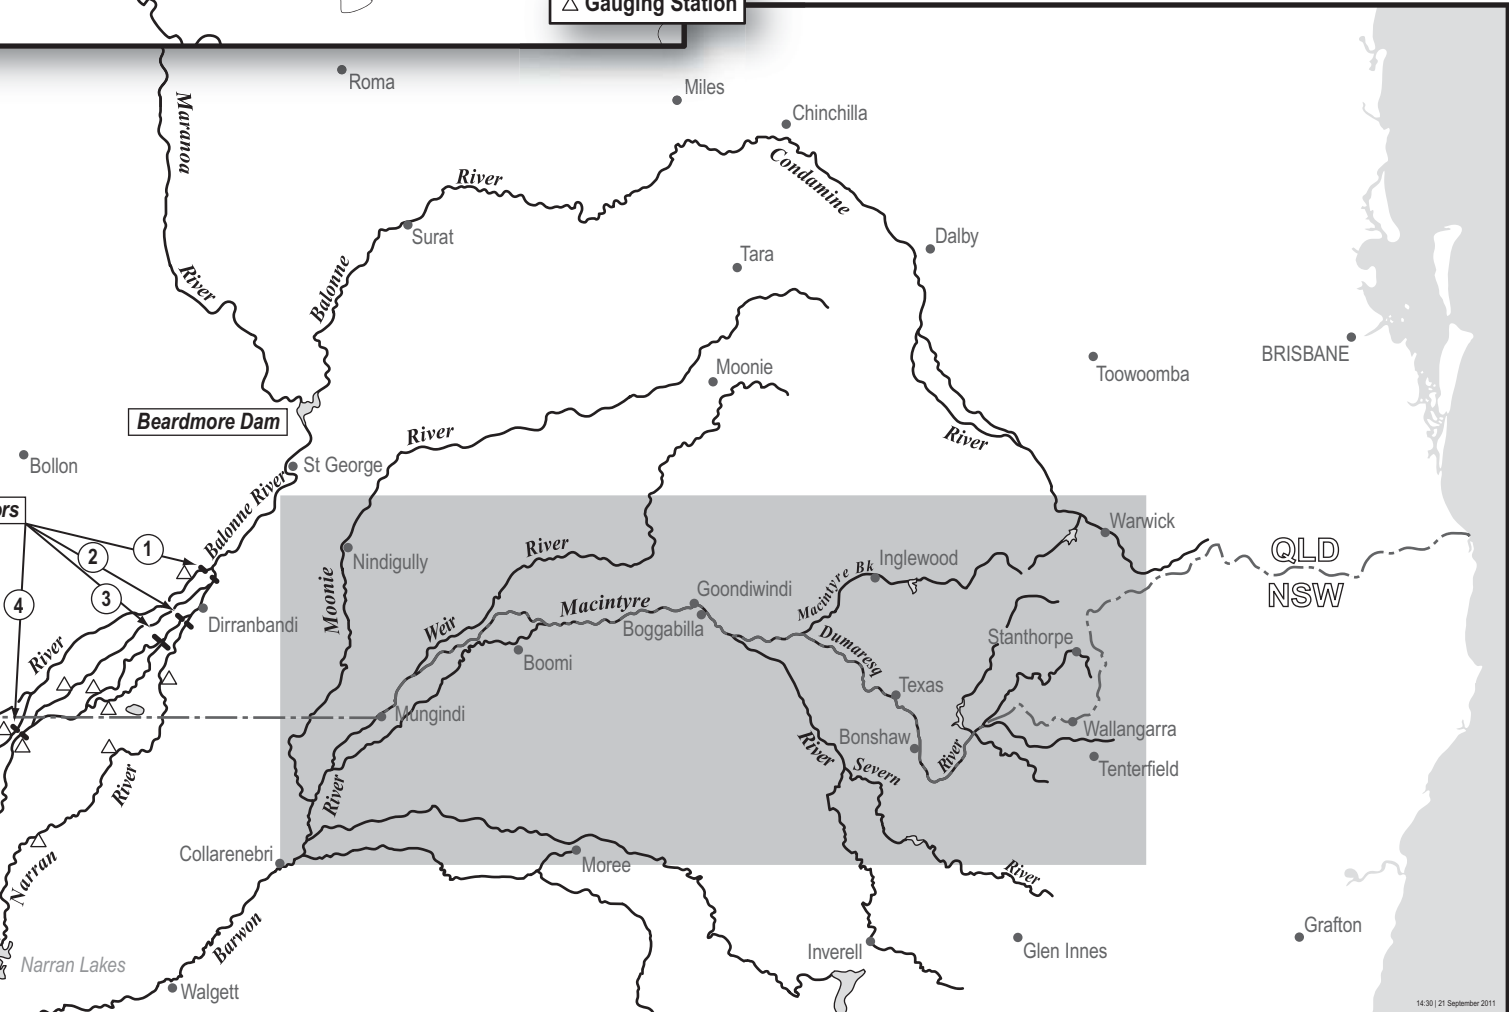 △ Gauging Station
Roma
Miles
Chinchilla
Maranoa
River
Condamine
River
Surat
Dalby
Tara
River
Balonne
BRISBANE
Moonie
Toowoomba
Beardmore Dam
River
River
Bollon
St George
Balonne River
ors
Warwick
1
2
QLD
River
Nindigully
Inglewood
Macintyre Bk
3
4
Goondiwindi
NSW
Macintyre
Moonie
Dirranbandi
Weir
Boggabilla
Dumaresq
Stanthorpe
River
Boomi
Texas
Mungindi
Wallangarra
Bonshaw
River
River
Severn
Tenterfield
River
River
Collarenebri
Moree
River
Narran
Barwon
Grafton
Inverell
Glen Innes
Narran Lakes
Walgett
14:30 | 21 September 2011